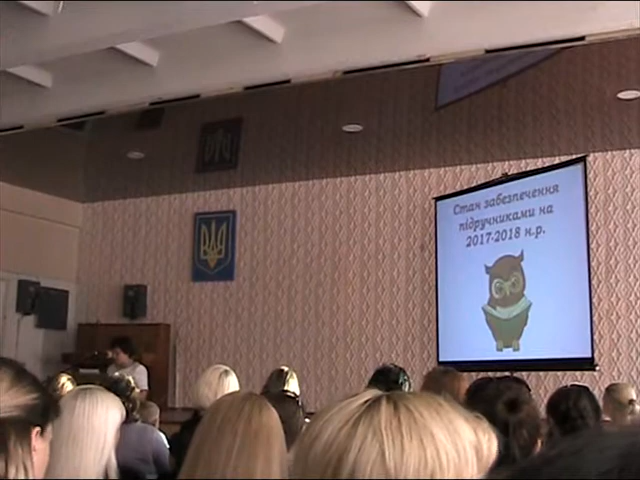 Стан забезпечення
підручниками на
2017-2018 н.р.